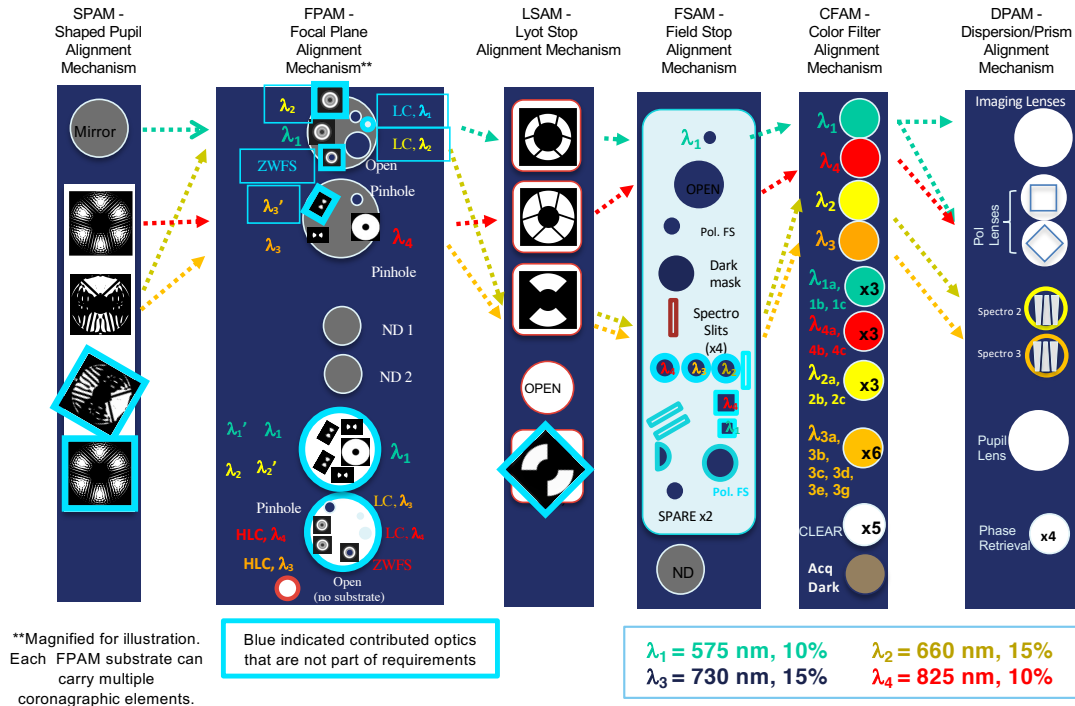 SPAM -
Shaped Pupil
Alignment
Mechanism
FPAM -
Focal Plane
Alignment
Mechanism**
LSAM -
Lyot Stop
Alignment Mechanism
FSAM -
Field Stop
Alignment
Mechanism
CFAM -
Color Filter
Alignment
Mechanism
DPAM -
Dispersion/Prism
Alignment
Mechanism
Mirror
λ2
LC, λ1
λ1
LC, λ2
ZWFS
Open
Pinhole
λ3’
λ3
λ4
Pinhole
ND 1
ND 2
λ1’ λ1
λ1
λ2 λ2’
Pinhole
LC, λ3
HLC, λ4
LC, λ4
HLC, λ3
ZWFS
Open
(no substrate)
OPEN
λ1
OPEN
Pol. FS
Dark
mask
Spectro
Slits
(x4)
λ4
λ3
λ2
λ1
Pol. FS
SPARE x2
ND
λ1
λ4
λ2
λ3
λ1a,
1b, 1c
x3
λ4a,
4b, 4c
x3
λ2a,
2b, 2c
x3
λ3a,
3b,
3c, 3d,
3e, 3g
x6
CLEAR
x5
Acq
Dark
Imaging Lenses
Pol
Lenses
Spectro 2
Spectro 3
Pupil
Lens
Phase
Retrieval
x4
**Magnified for illustration.
Each FPAM substrate can
carry multiple
coronagraphic elements.
Blue indicated contributed optics
that are not part of requirements
λ1 = 575 nm, 10% λ2 = 660 nm, 15%
λ3 = 730 nm, 15% λ4 = 825 nm, 10%